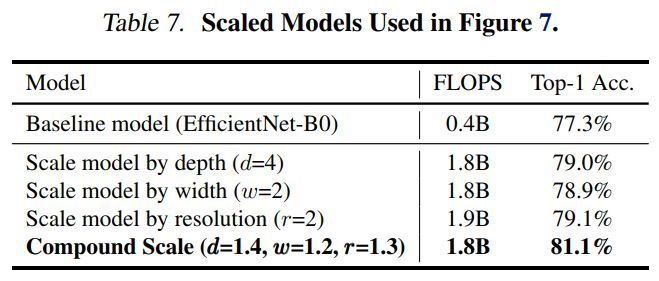 Table 7. Scaled Models Used in Figure 7.
Model FLOPS Top-1 Acc.
Baseline model (EfficientNet-B0) 0.4B 77.3%
Scale model by depth (d=4) 1.8B 79.0%
Scale model by width (w=2) 1.8B 78.9%
Scale model by resolution (r=2) 1.9B 79.1%
Compound Scale (d=1.4, w=1.2, r=1.3) 1.8B 81.1%